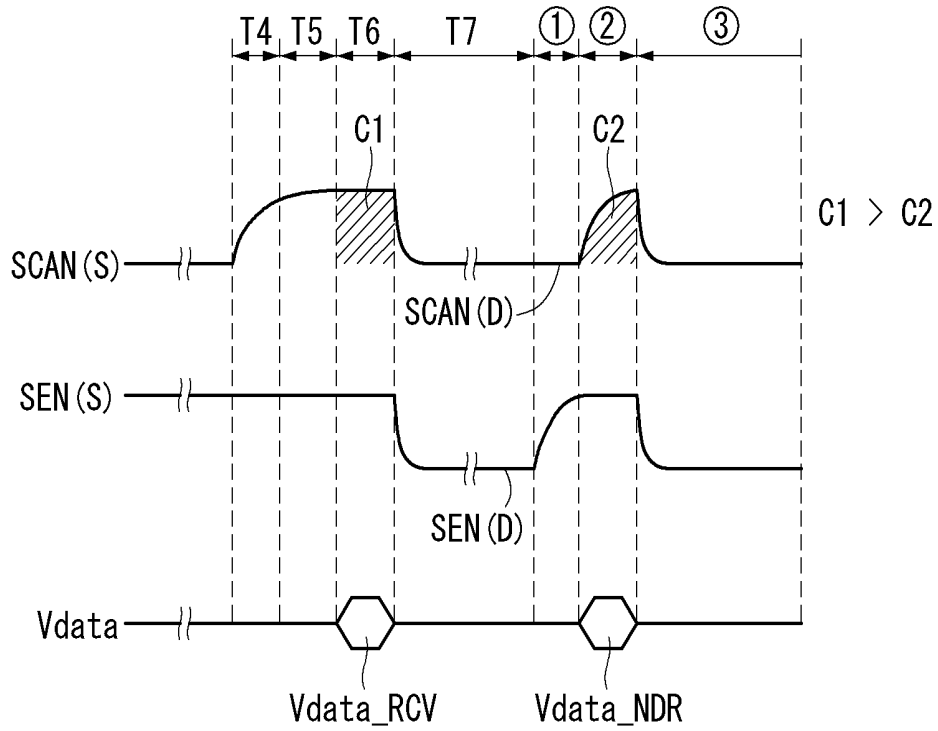 T4 T5 T6 T7 ① ② ③
C1 C2
C1 > C2
SCAN(S)
SCAN(D)
SEN(S)
SEN(D)
Vdata
Vdata_RCV Vdata_NDR